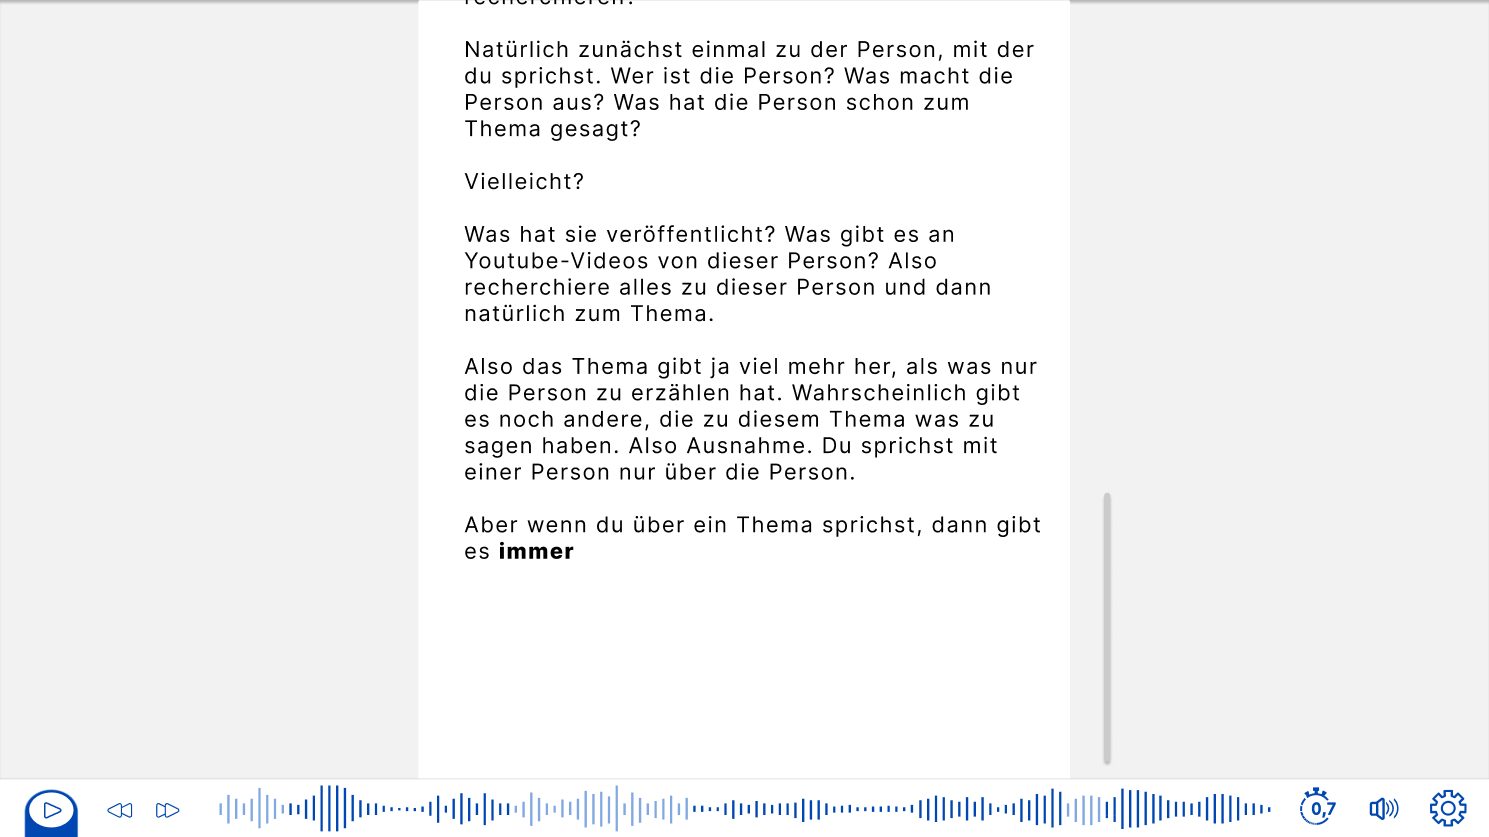 recherchieren?
Natürlich zunächst einmal zu der Person, mit der
du sprichst. Wer ist die Person? Was macht die
Person aus? Was hat die Person schon zum
Thema gesagt?
Vielleicht?
Was hat sie veröffentlicht? Was gibt es an
Youtube-Videos von dieser Person? Also
recherchiere alles zu dieser Person und dann
natürlich zum Thema.
Also das Thema gibt ja viel mehr her, als was nur
die Person zu erzählen hat. Wahrscheinlich gibt
es noch andere, die zu diesem Thema was zu
sagen haben. Also Ausnahme. Du sprichst mit
einer Person nur über die Person.
Aber wenn du über ein Thema sprichst, dann gibt
es immer
0,7